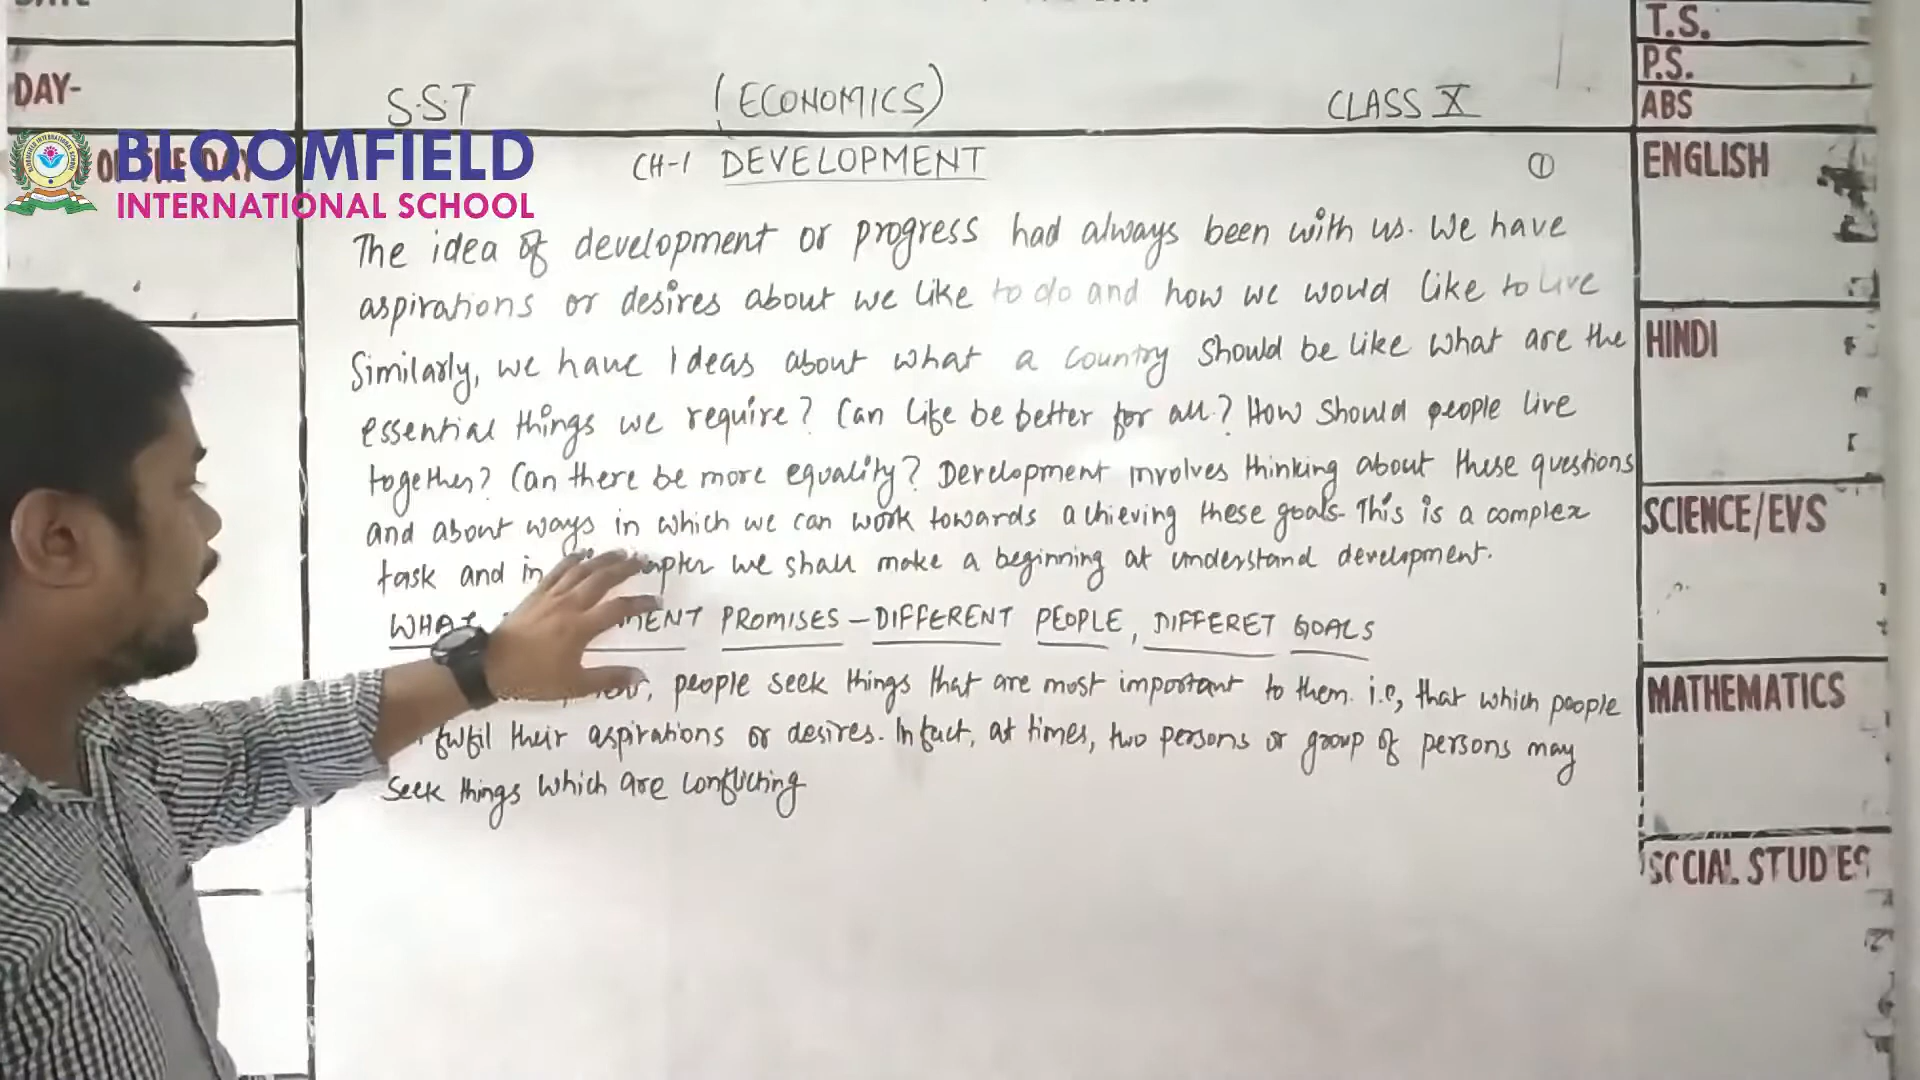 DAY-
T.S.
P.S.
ABS
S.S.T (ECONOMICS) CLASS X
BLOOMFIELD
INTERNATIONAL SCHOOL
OF THE DAY
CH-1 DEVELOPMENT ①
The idea of development or progress had always been with us. We have
aspirations or desires about we like to do and how we would like to live
Similarly, we have Ideas about what a country should be like what are the
essential things we require? Can life be better for all? How should people live
together? Can there be more equality? Development involves thinking about these questions
and about ways in which we can work towards achieving these goals. This is a complex
task and in we shall make a beginning at understand development.
WHAT PROMISES – DIFFERENT PEOPLE, DIFFERET GOALS
people seek things that are most important to them. i.e, that which people
fulfil their aspirations or desires. In fact, at times, two persons or group of persons may
seek things which are conflicting
ENGLISH
HINDI
SCIENCE/EVS
MATHEMATICS
SOCIAL STUDIES